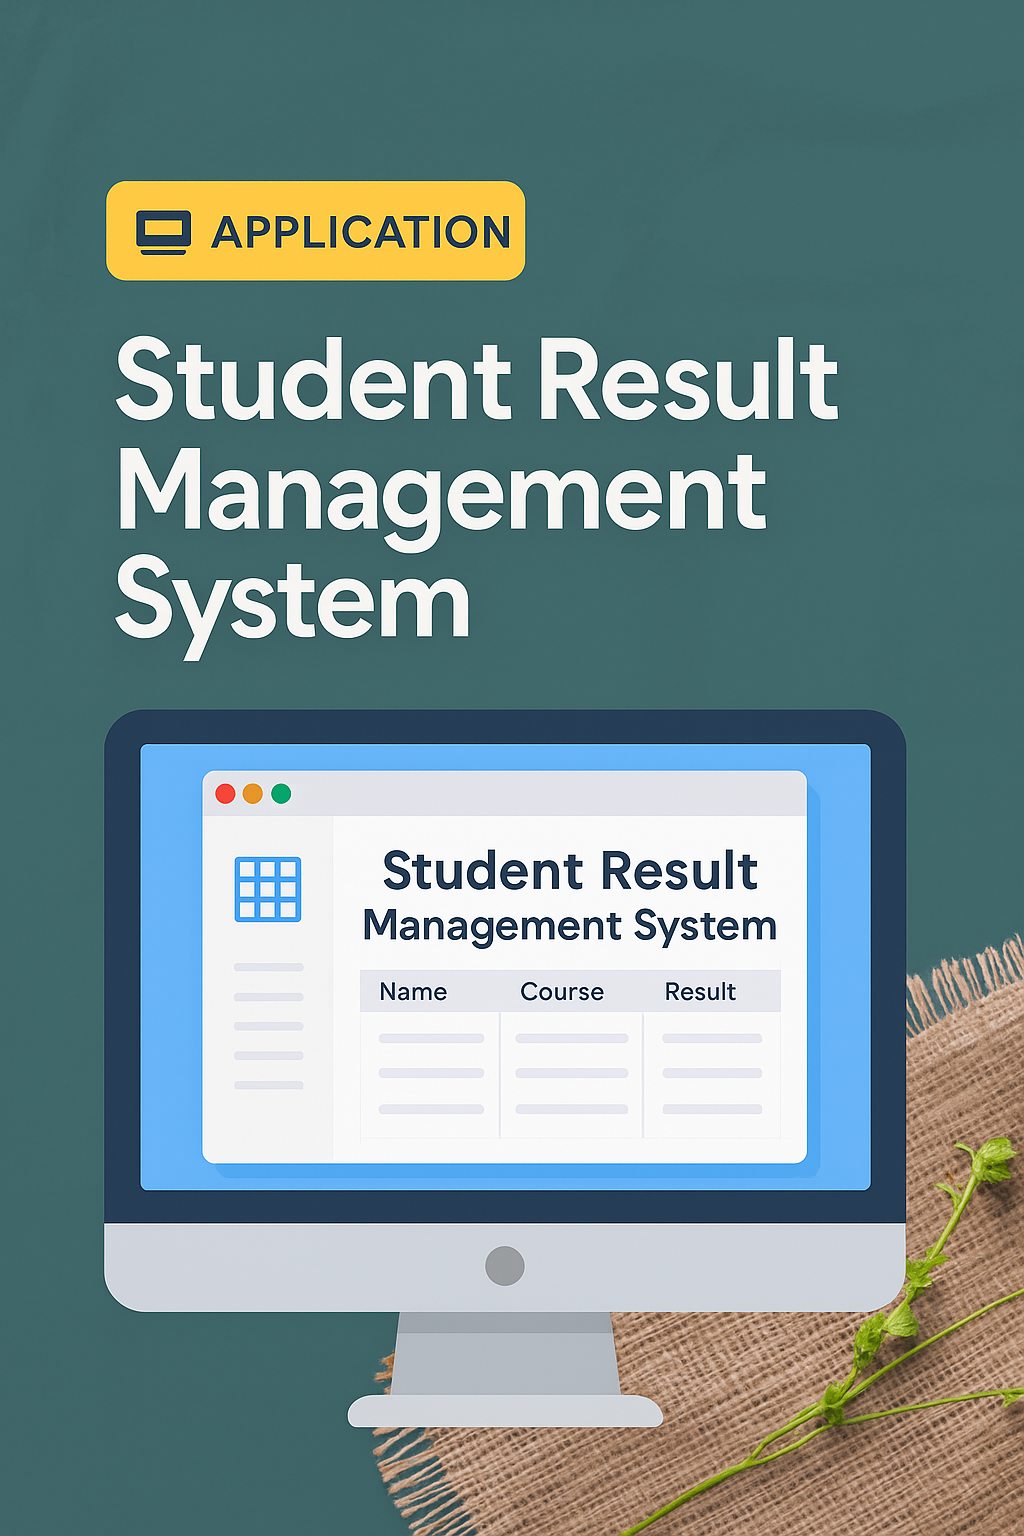 APPLICATION
Student Result
Management
System
Student Result
Management System
Name Course Result